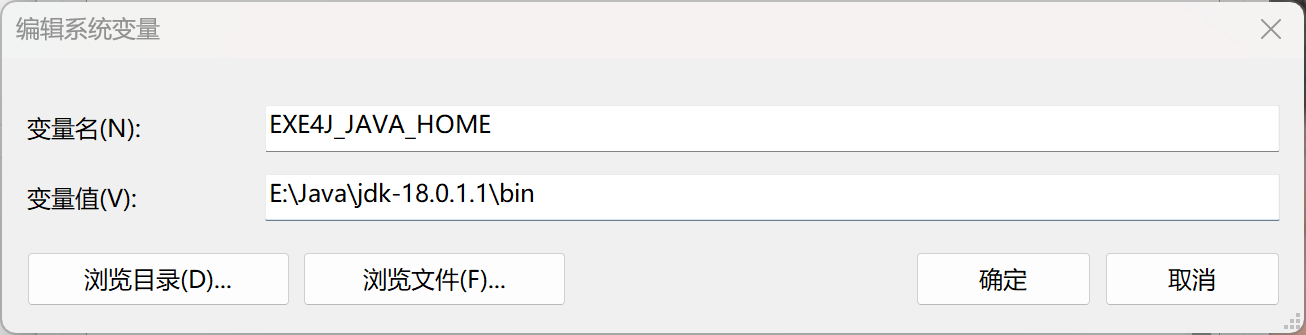 编辑系统变量
变量名(N):
EXE4J_JAVA_HOME
变量值(V):
E:\Java\jdk-18.0.1.1\bin
浏览目录(D)... 浏览文件(F)... 确定 取消